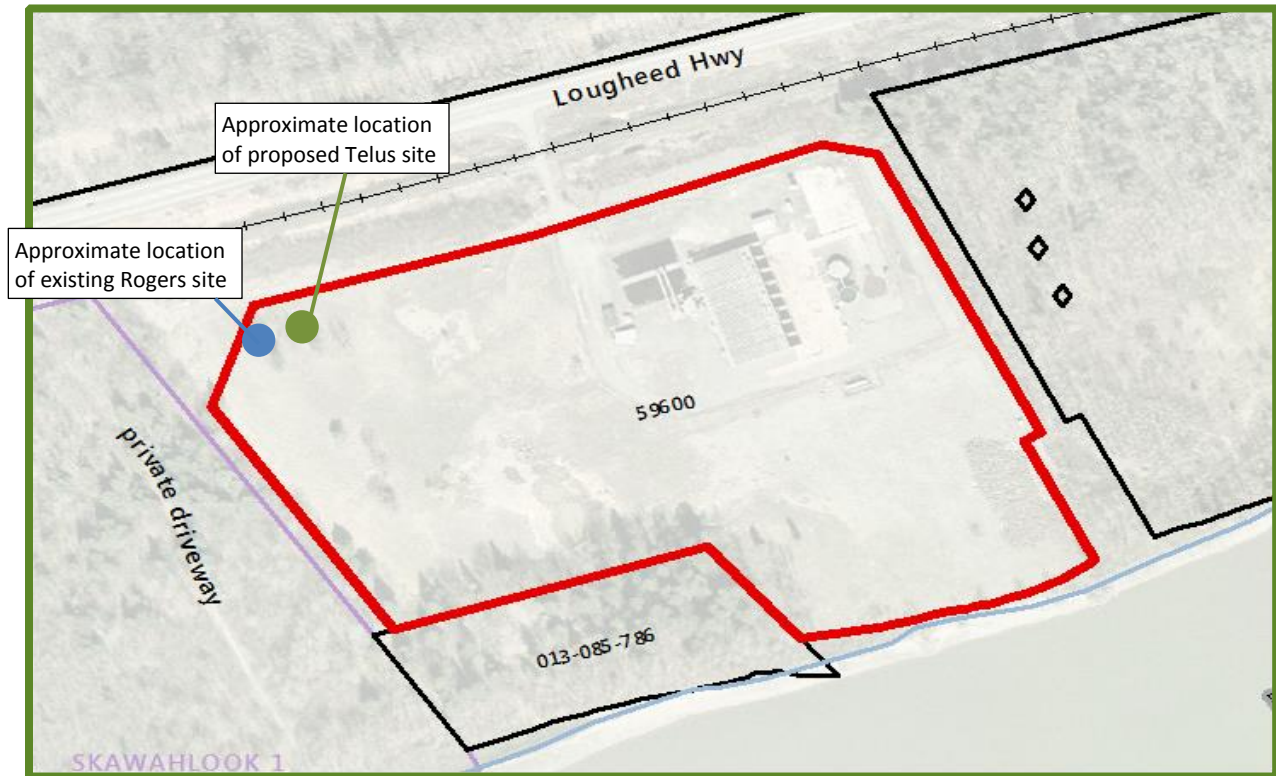 Lougheed Hwy
Approximate location
of proposed Telus site
Approximate location
of existing Rogers site
59600
private driveway
013-085-786
SKAWAHLOOK 1